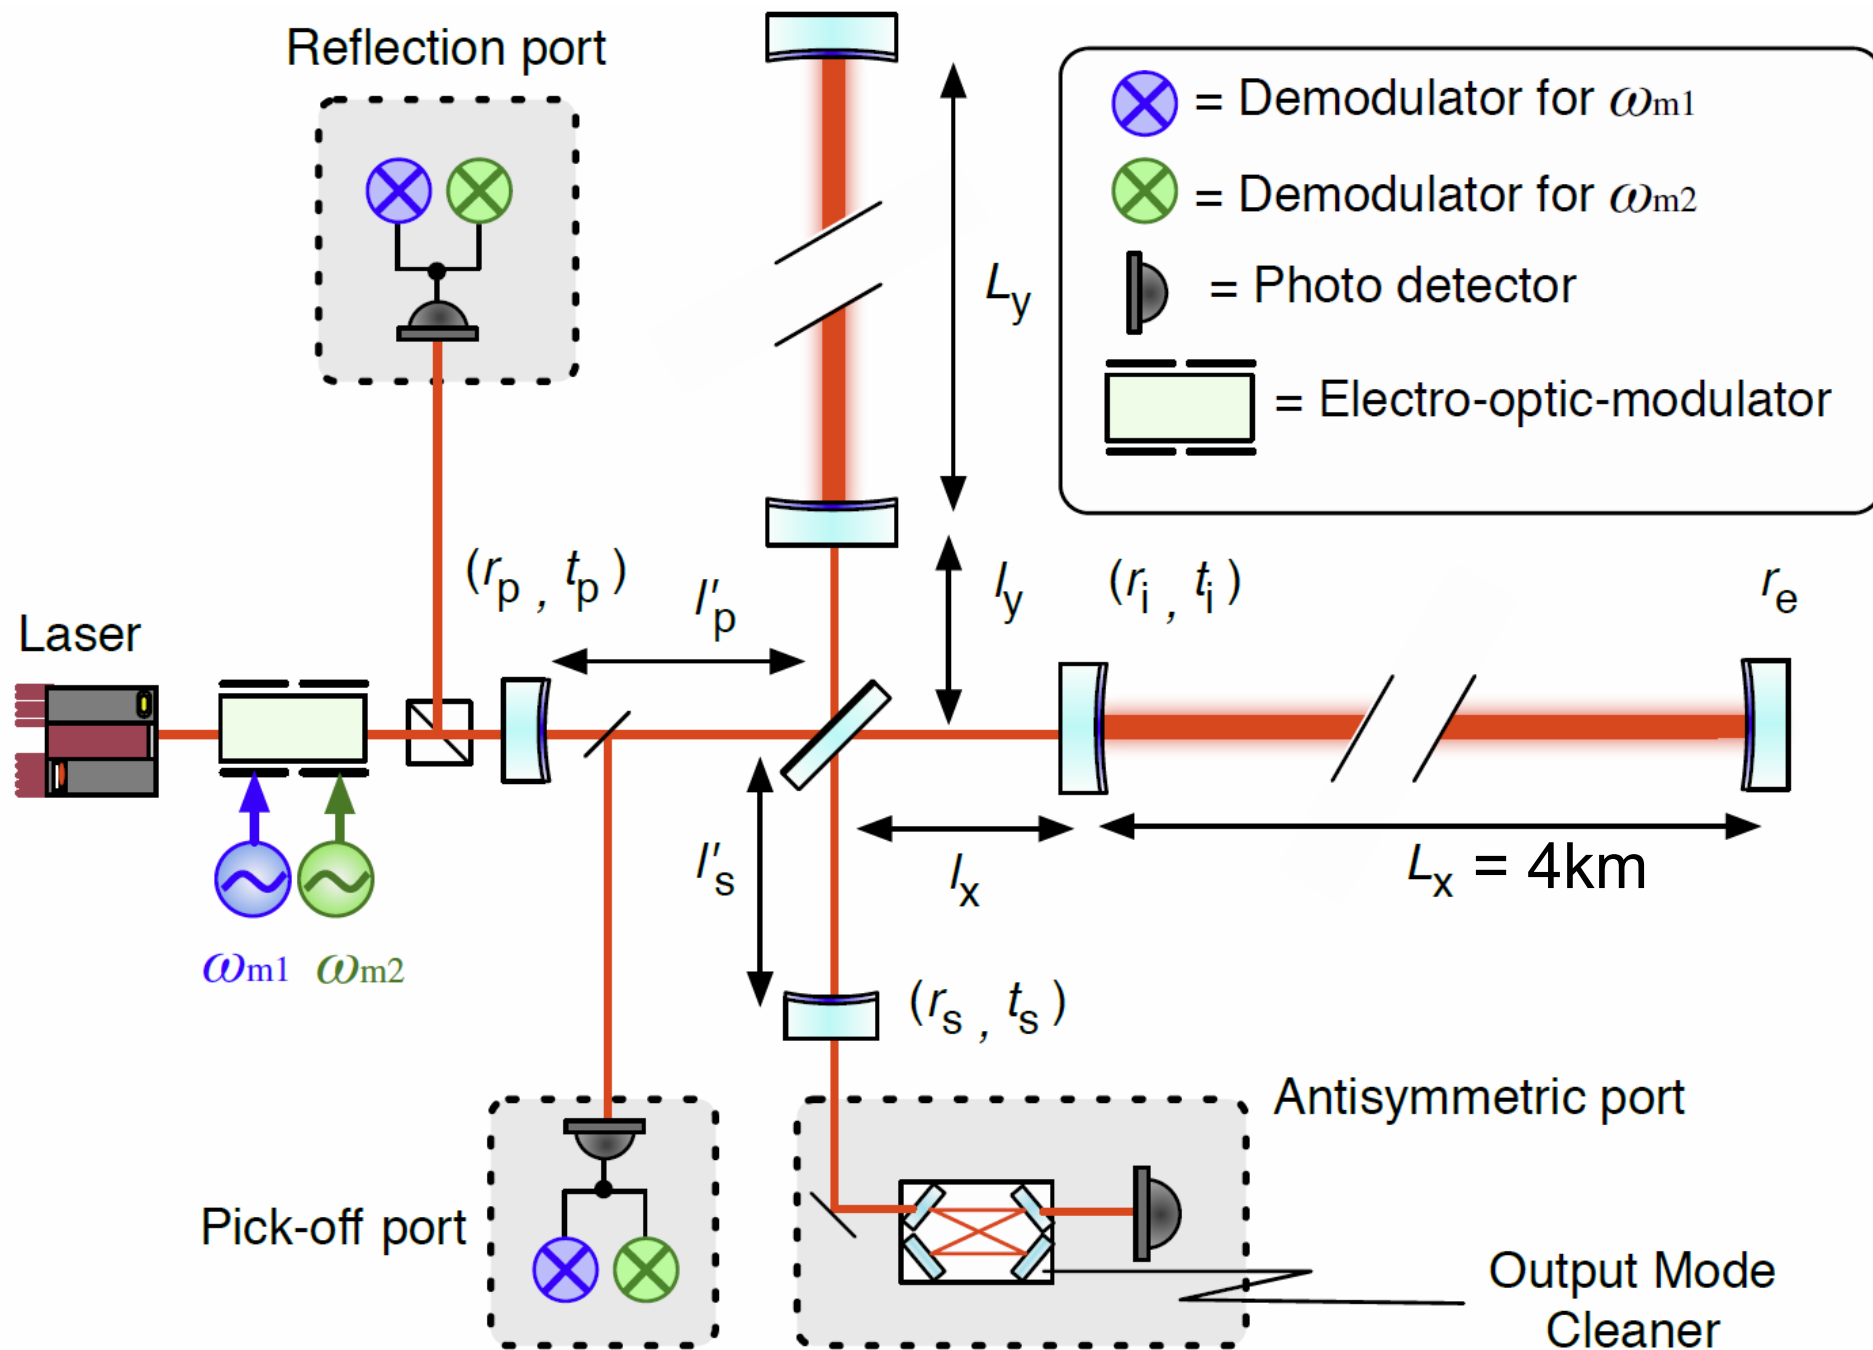 Reflection port
= Demodulator for ωm1
= Demodulator for ωm2
= Photo detector
= Electro-optic-modulator
Ly
(rp , tp)
l′p
ly
(ri , ti)
re
Laser
l′s
lx
Lx = 4km
ωm1 ωm2
(rs , ts)
Antisymmetric port
Pick-off port
Output Mode
Cleaner